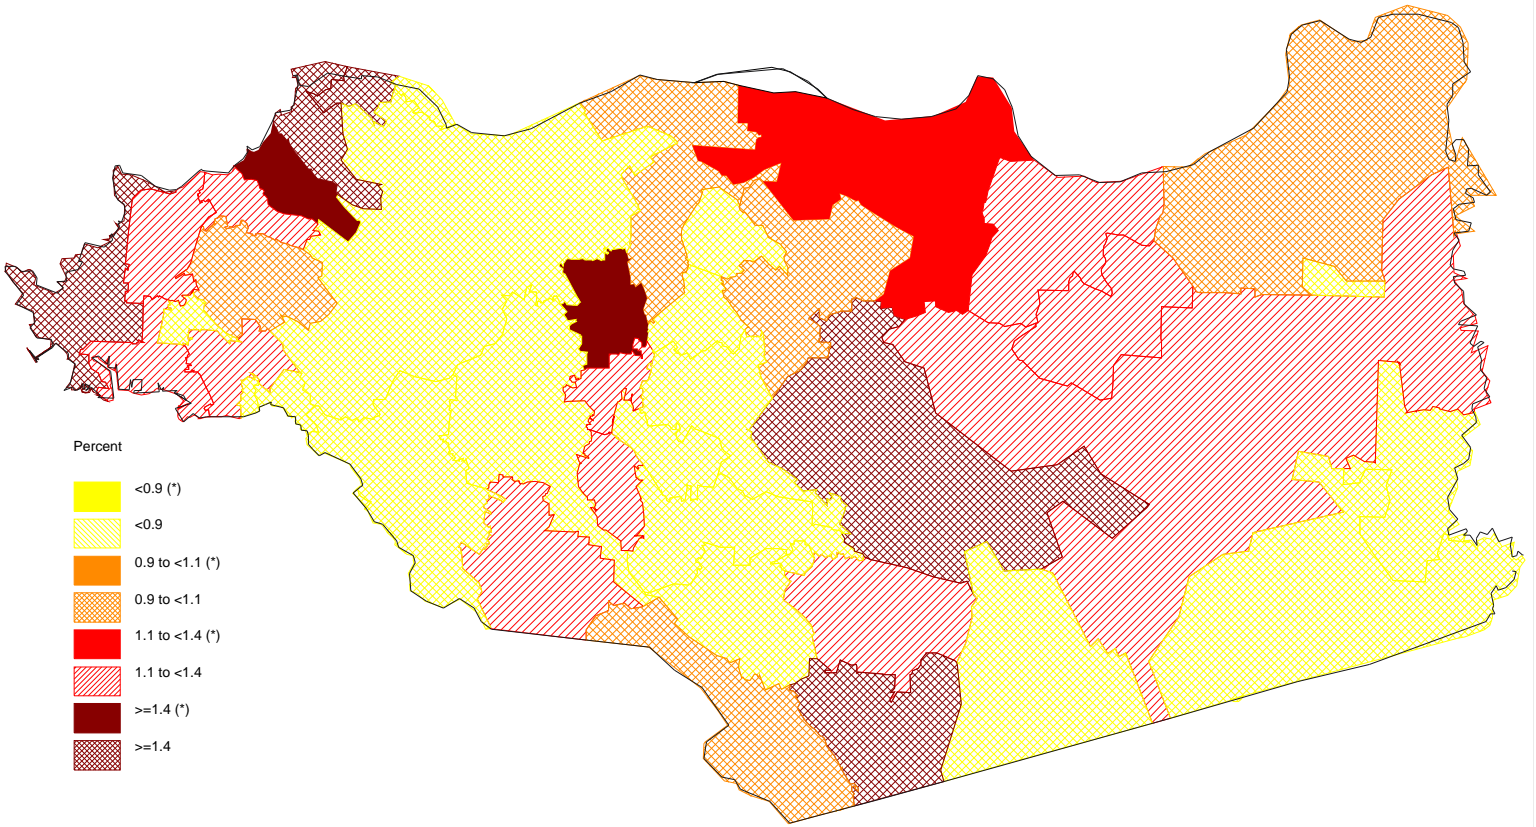 Percent
<0.9 (*)
<0.9
0.9 to <1.1 (*)
0.9 to <1.1
1.1 to <1.4 (*)
1.1 to <1.4
>=1.4 (*)
>=1.4